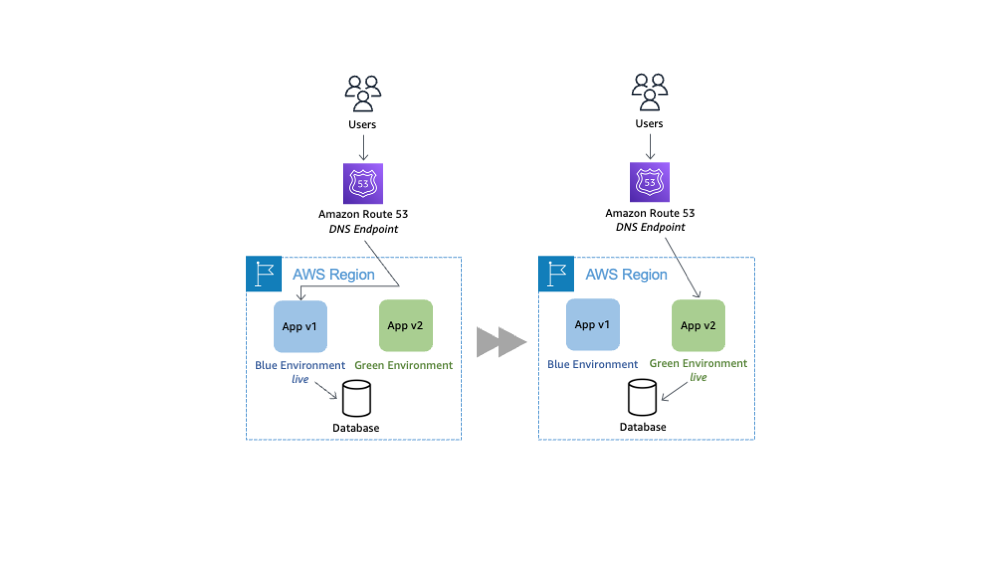 Users
53
Amazon Route 53
DNS Endpoint
AWS Region
App v1
App v2
Blue Environment
live
Green Environment
Database
Users
53
Amazon Route 53
DNS Endpoint
AWS Region
App v1
App v2
Blue Environment
Green Environment
live
Database